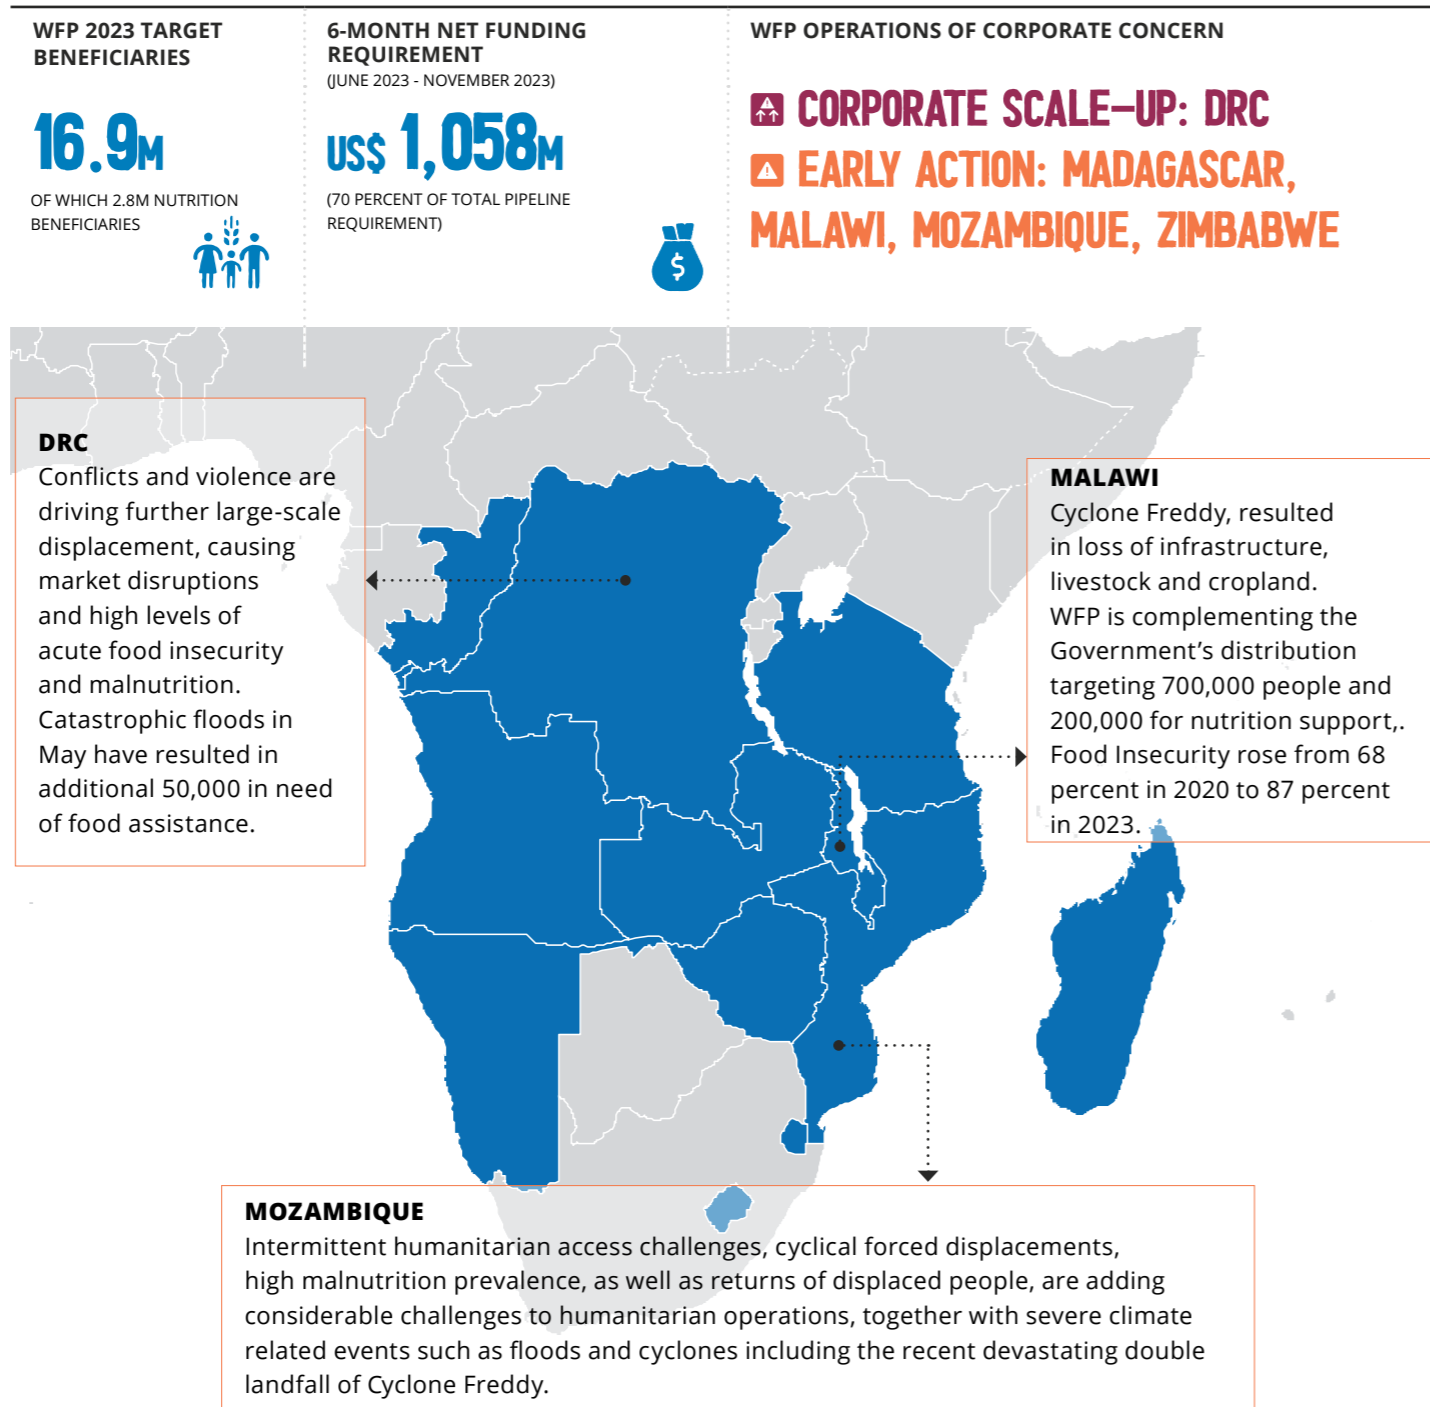 WFP 2023 TARGET
BENEFICIARIES
16.9M
OF WHICH 2.8M NUTRITION
BENEFICIARIES
6-MONTH NET FUNDING
REQUIREMENT
(JUNE 2023 - NOVEMBER 2023)
US$ 1,058M
(70 PERCENT OF TOTAL PIPELINE
REQUIREMENT)
$
WFP OPERATIONS OF CORPORATE CONCERN
CORPORATE SCALE-UP: DRC
EARLY ACTION: MADAGASCAR,
MALAWI, MOZAMBIQUE, ZIMBABWE
DRC
Conflicts and violence are
driving further large-scale
displacement, causing
market disruptions
and high levels of
acute food insecurity
and malnutrition.
Catastrophic floods in
May have resulted in
additional 50,000 in need
of food assistance.
MALAWI
Cyclone Freddy, resulted
in loss of infrastructure,
livestock and cropland.
WFP is complementing the
Government’s distribution
targeting 700,000 people and
200,000 for nutrition support,.
Food Insecurity rose from 68
percent in 2020 to 87 percent
in 2023.
MOZAMBIQUE
Intermittent humanitarian access challenges, cyclical forced displacements,
high malnutrition prevalence, as well as returns of displaced people, are adding
considerable challenges to humanitarian operations, together with severe climate
related events such as floods and cyclones including the recent devastating double
landfall of Cyclone Freddy.